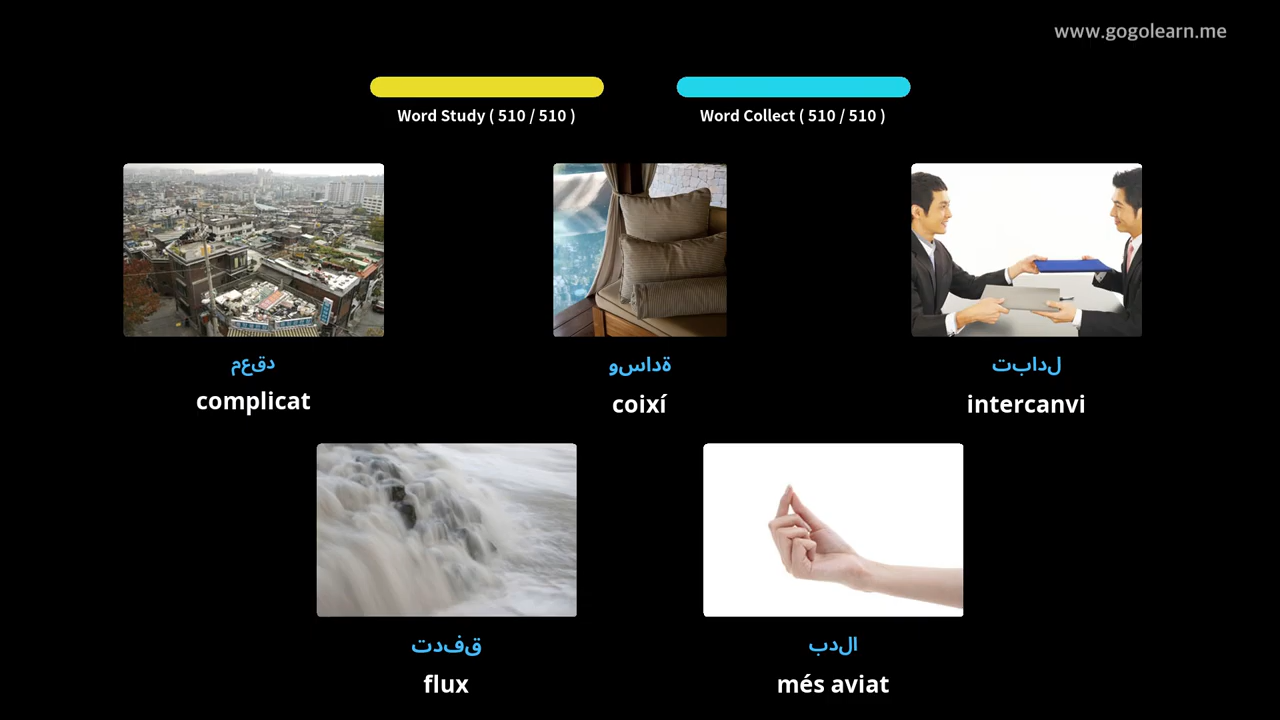 www.gogolearn.me
Word Study ( 510 / 510 )
Word Collect ( 510 / 510 )
دقعم
ةداسو
لدابت
complicat
coixí
intercanvi
قفدت
الدب
flux
més aviat